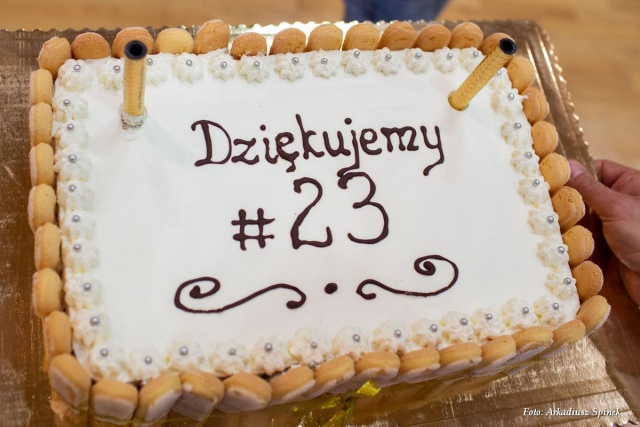 Dziękujemy
#23
Foto: Arkadiusz Spinek